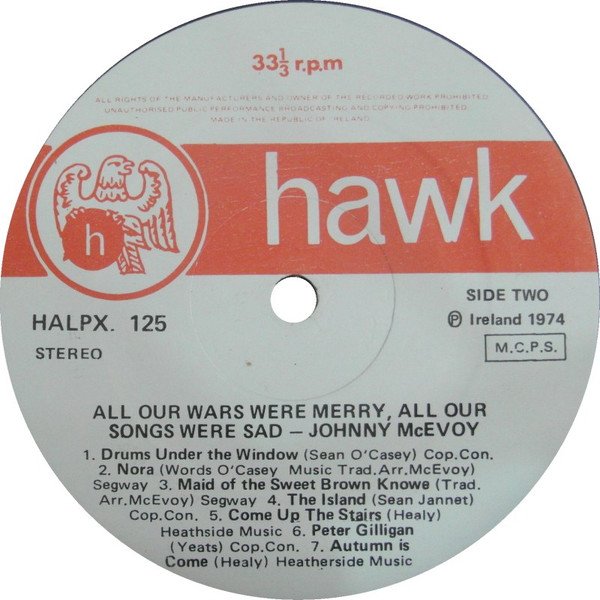 33⅓ r.p.m
ALL RIGHTS OF THE MANUFACTURERS AND OWNER OF THE RECORDED WORK PROHIBITED
UNAUTHORISED PUBLIC PERFORMANCE BROADCASTING AND COPYING PROHIBITED
MADE IN THE REPUBLIC OF IRELAND.
h
hawk
HALPX. 125
STEREO
SIDE TWO
℗ Ireland 1974
M.C.P.S.
ALL OUR WARS WERE MERRY, ALL OUR
SONGS WERE SAD – JOHNNY McEVOY
1. Drums Under the Window (Sean O'Casey) Cop.Con.
2. Nora (Words O'Casey Music Trad.Arr.McEvoy)
Segway 3. Maid of the Sweet Brown Knowe (Trad.
Arr.McEvoy) Segway 4. The Island (Sean Jannet)
Cop.Con. 5. Come Up The Stairs (Healy)
Heathside Music 6. Peter Gilligan
(Yeats) Cop.Con. 7. Autumn is
Come (Healy) Heatherside Music